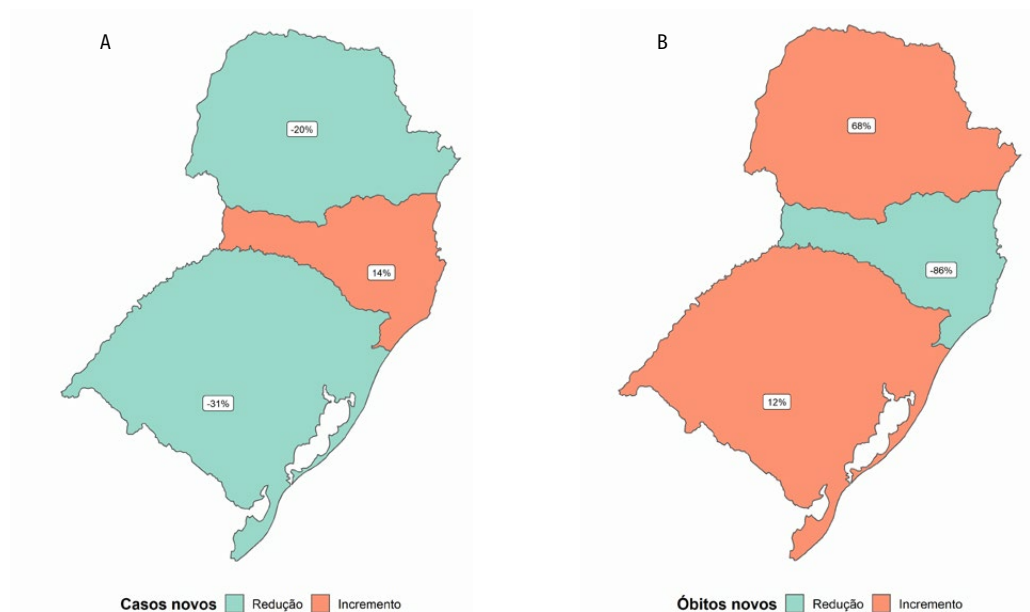 A
B
-20%
68%
14%
-86%
-31%
12%
Casos novos Redução Incremento
Óbitos novos Redução Incremento